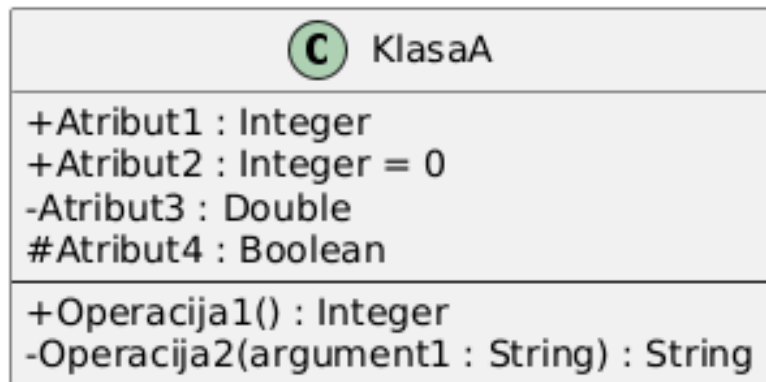 C KlasaA
+Atribut1 : Integer
+Atribut2 : Integer = 0
-Atribut3 : Double
#Atribut4 : Boolean
+Operacija1() : Integer
-Operacija2(argument1 : String) : String